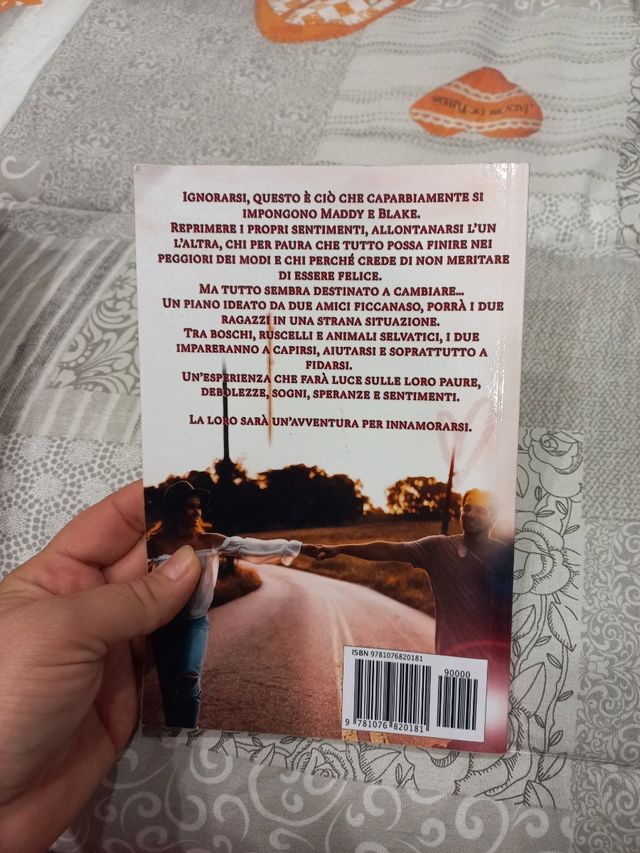 IGNORARSI, QUESTO È CIÒ CHE CAPARBIAMENTE SI
IMPONGONO MADDY E BLAKE.
REPRIMERE I PROPRI SENTIMENTI, ALLONTANARSI L'UN
L'ALTRA, CHI PER PAURA CHE TUTTO POSSA FINIRE NEI
PEGGIORI DEI MODI E CHI PERCHÉ CREDE DI NON MERITARE
DI ESSERE FELICE.
MA TUTTO SEMBRA DESTINATO A CAMBIARE...
UN PIANO IDEATO DA DUE AMICI FICCANASO, PORRÀ I DUE
RAGAZZI IN UNA STRANA SITUAZIONE.
TRA BOSCHI, RUSCELLI E ANIMALI SELVATICI, I DUE
IMPARERANNO A CAPIRSI, AIUTARSI E SOPRATTUTTO A
FIDARSI.
UN'ESPERIENZA CHE FARÀ LUCE SULLE LORO PAURE,
DEBOLEZZE, SOGNI, SPERANZE E SENTIMENTI.
LA LORO SARÀ UN'AVVENTURA PER INNAMORARSI.
ISBN 9781076820181
90000
9 781076 820181